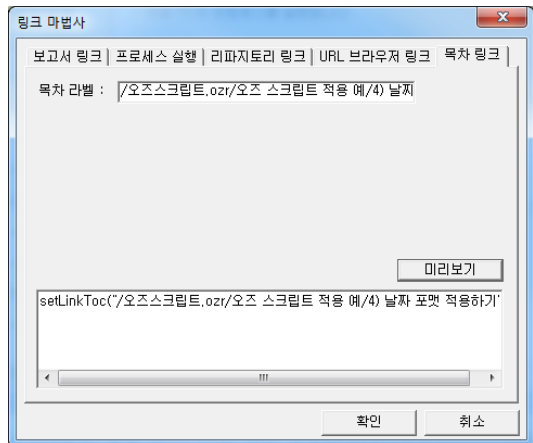 링크 마법사
보고서 링크 프로세스 실행 리파지토리 링크 URL 브라우저 링크 목차 링크
목차 라벨 : /오즈스크립트.ozr/오즈 스크립트 적용 예/4) 날짜
미리보기
setLinkToc("/오즈스크립트.ozr/오즈 스크립트 적용 예/4) 날짜 포맷 적용하기"
확인 취소